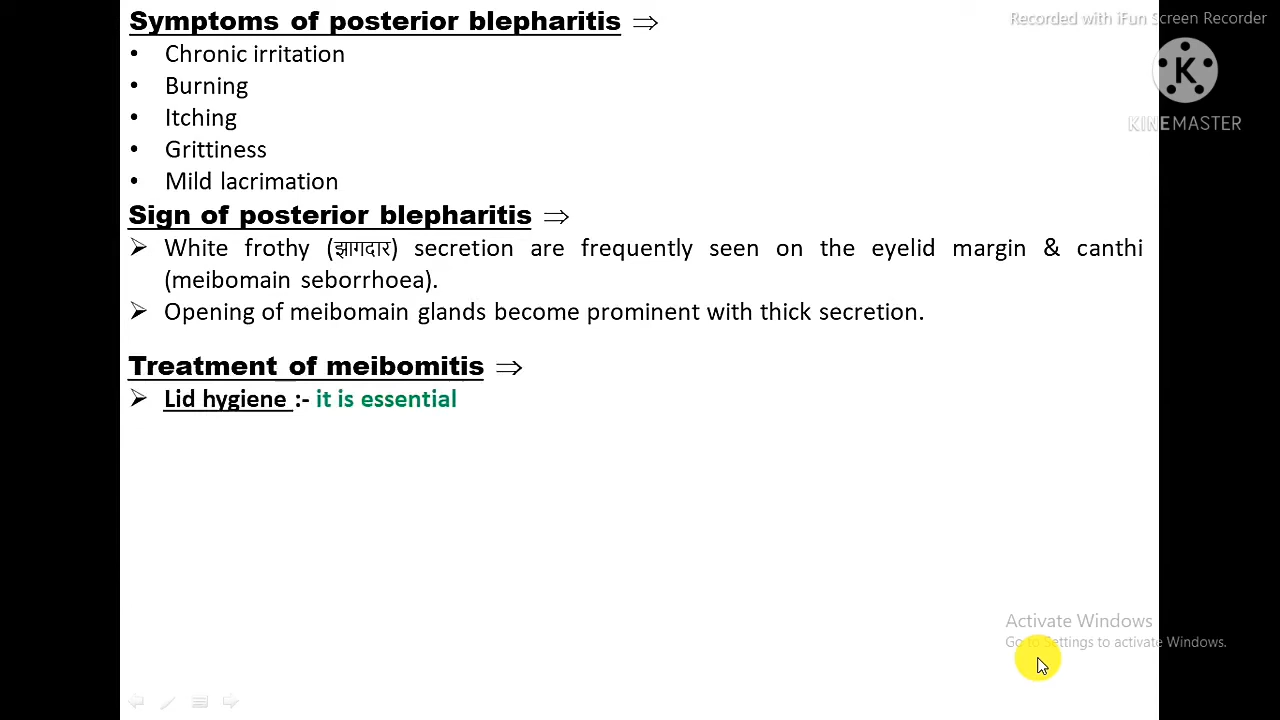 Symptoms of posterior blepharitis ⇒
Recorded with iFun Screen Recorder
• Chronic irritation
• Burning
• Itching
• Grittiness
• Mild lacrimation
K
KINEMASTER
Sign of posterior blepharitis ⇒
➢ White frothy (झागदार) secretion are frequently seen on the eyelid margin & canthi
(meibomain seborrhoea).
➢ Opening of meibomain glands become prominent with thick secretion.
Treatment of meibomitis ⇒
➢ Lid hygiene :- it is essential
Activate Windows
Go to Settings to activate Windows.